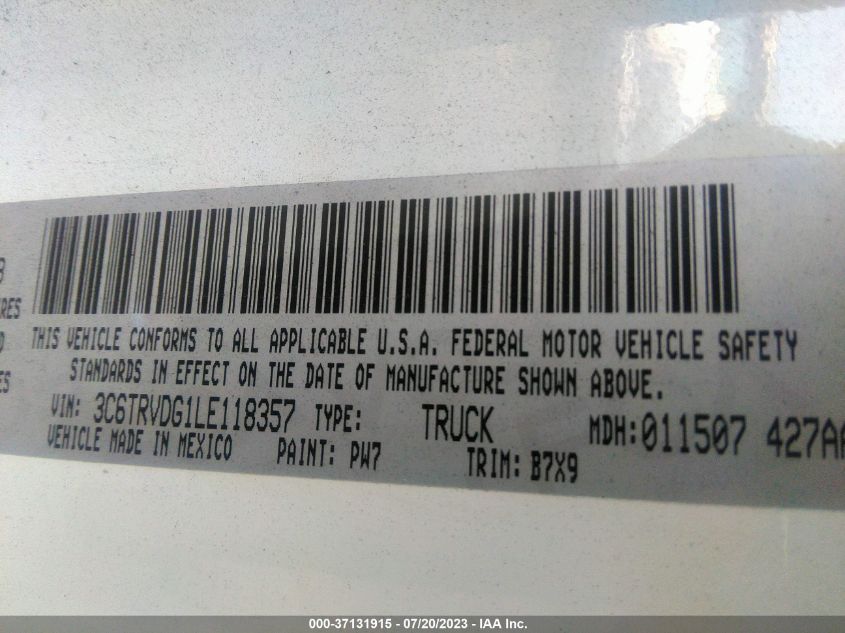 THIS VEHICLE CONFORMS TO ALL APPLICABLE U.S.A. FEDERAL MOTOR VEHICLE SAFETY
STANDARDS IN EFFECT ON THE DATE OF MANUFACTURE SHOWN ABOVE.
VIN: 3C6TRVDG1LE118357 TYPE: TRUCK MDH:011507 427AA
VEHICLE MADE IN MEXICO PAINT: PW7 TRIM: B7X9
000-37131915 - 07/20/2023 - IAA Inc.